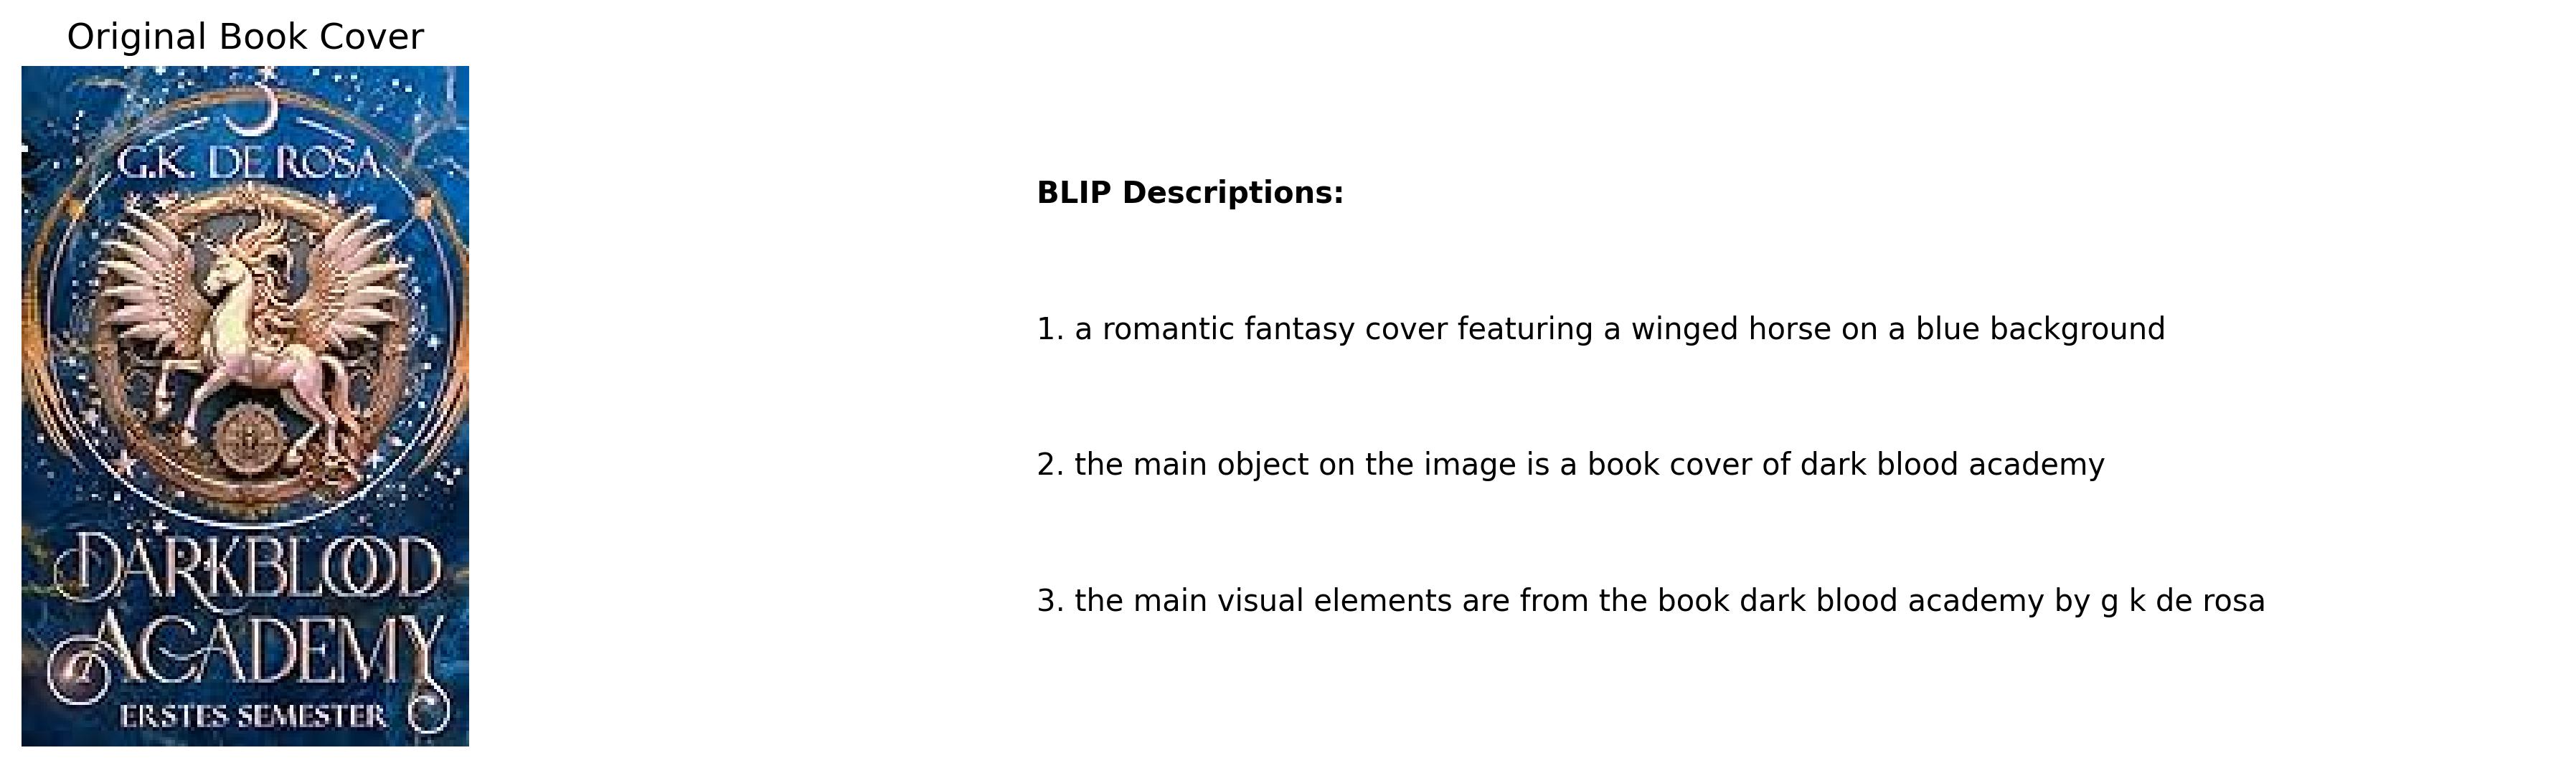 Original Book Cover
G.K. DE ROSA
DARKBLOOD
ACADEMY
ERSTES SEMESTER
BLIP Descriptions:
1. a romantic fantasy cover featuring a winged horse on a blue background
2. the main object on the image is a book cover of dark blood academy
3. the main visual elements are from the book dark blood academy by g k de rosa